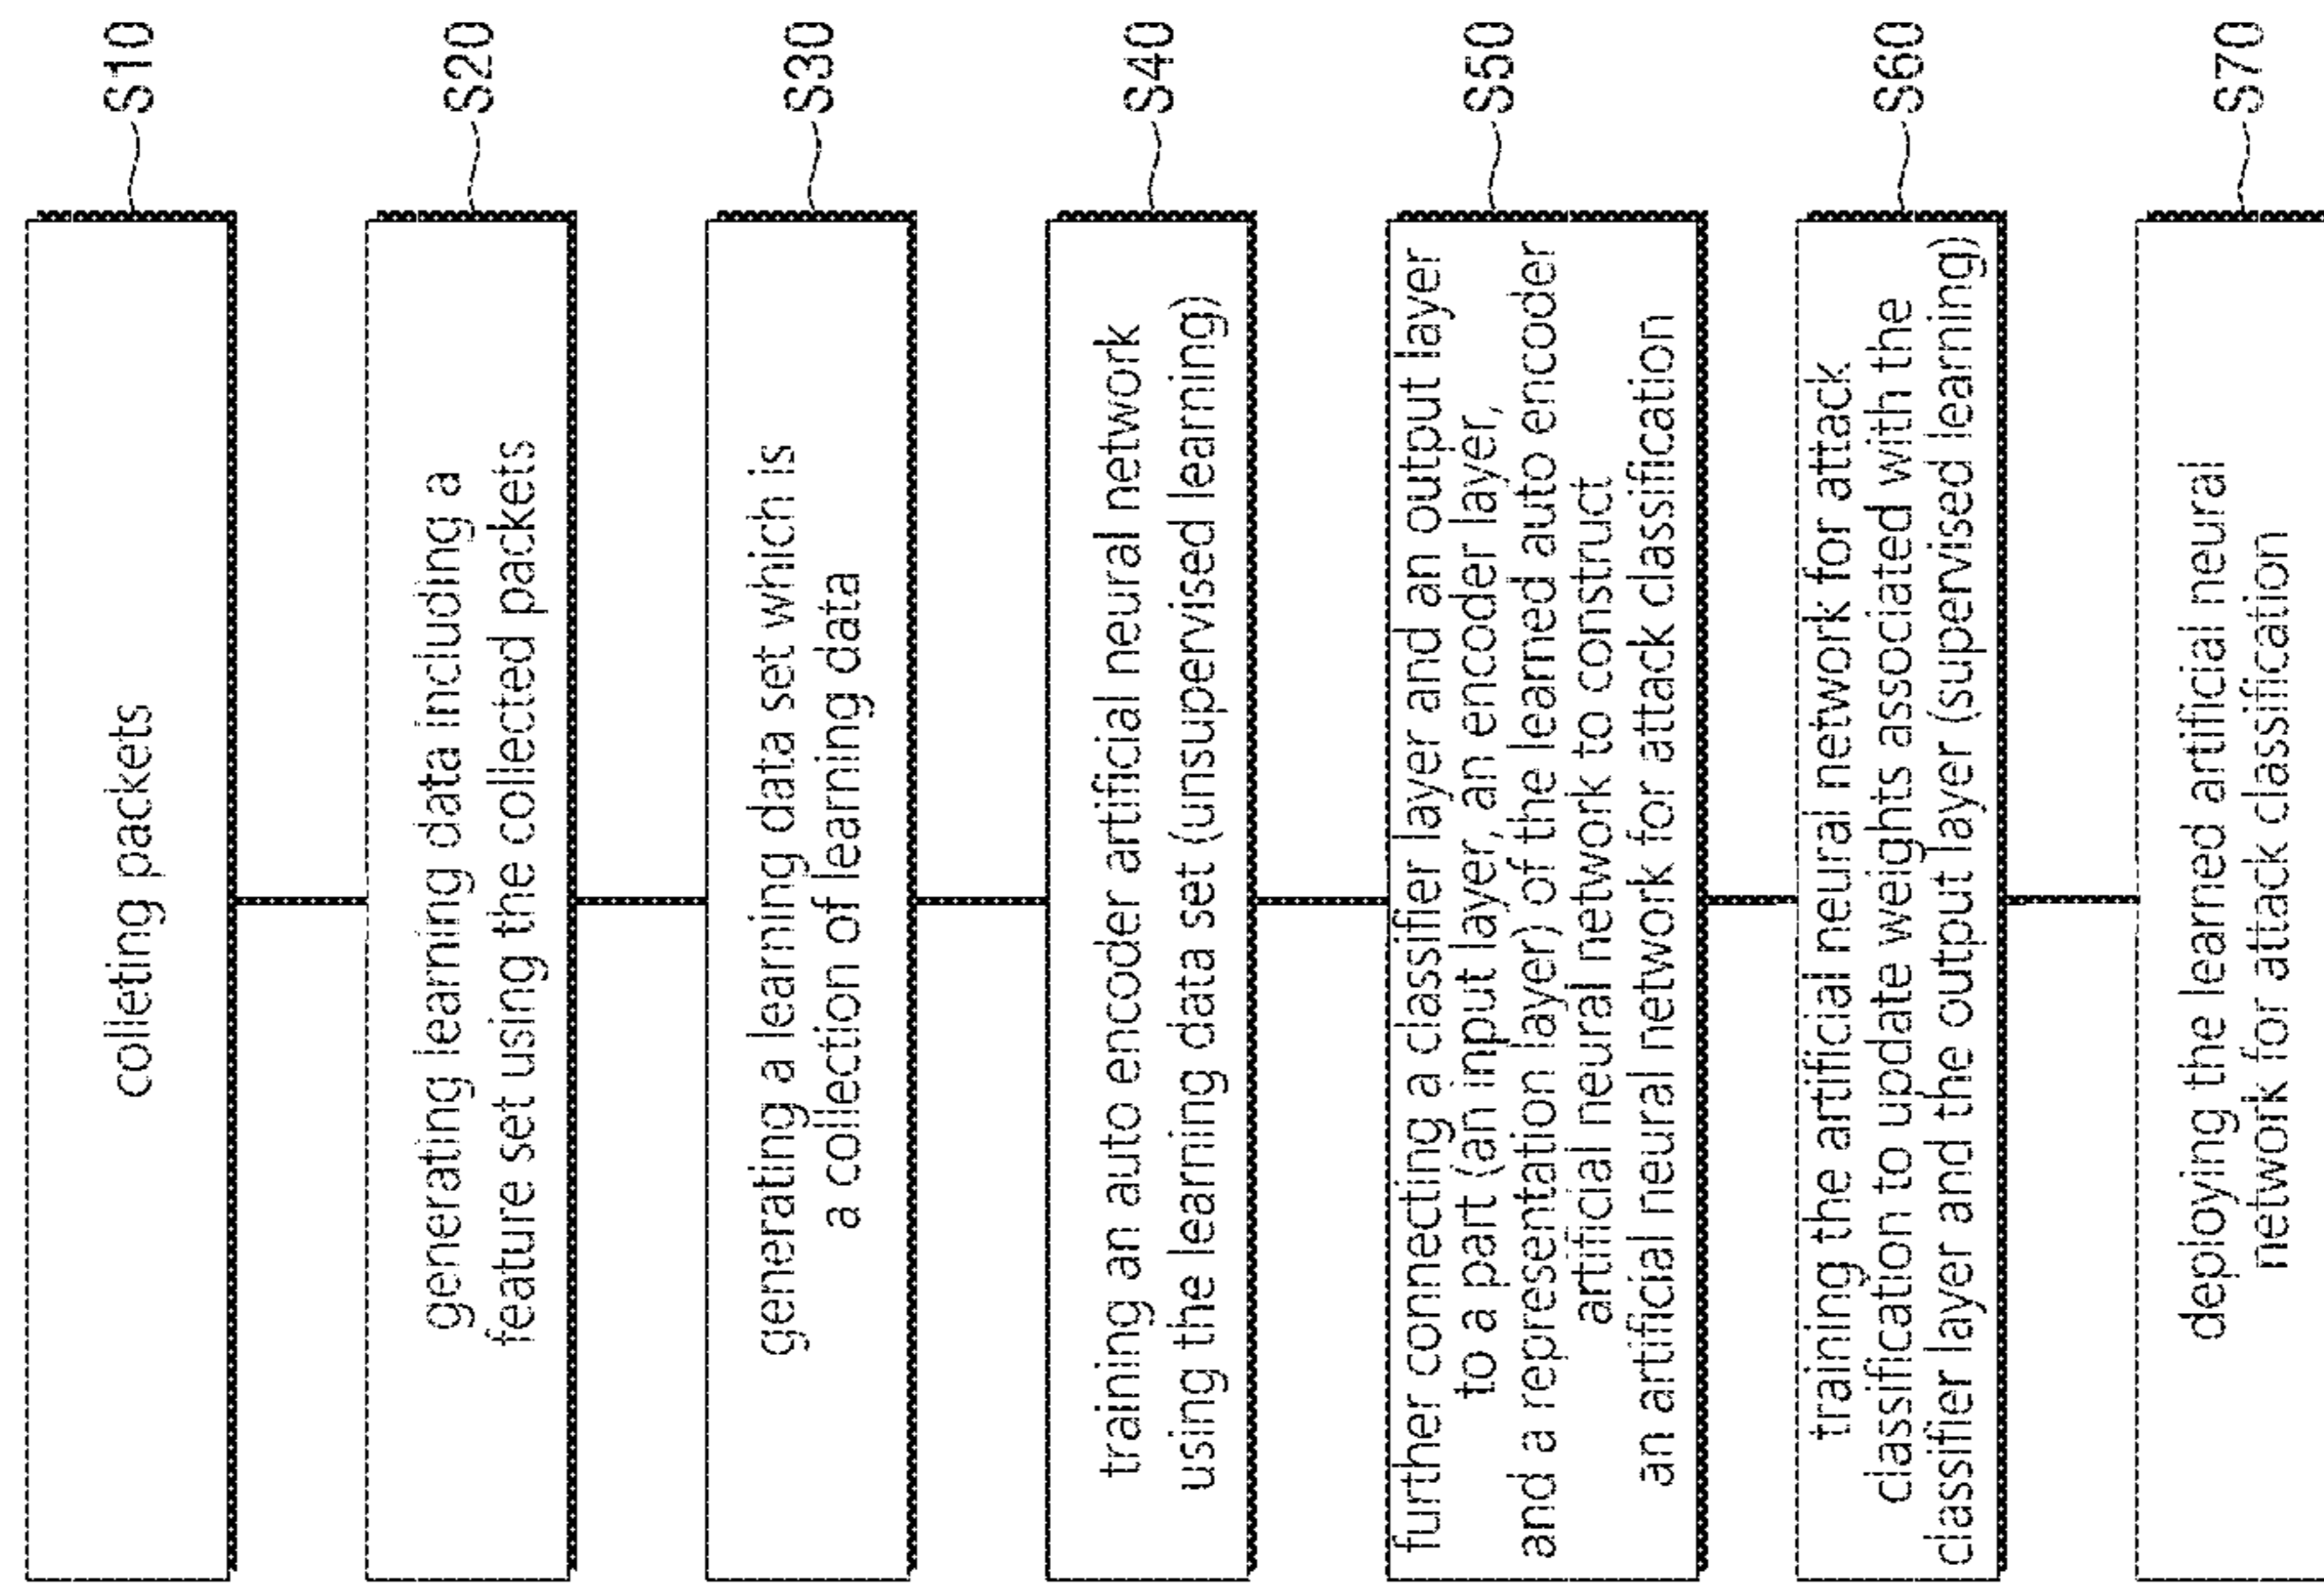 colleting packets
S10
generating learning data including a
feature set using the collected packets
S20
generating a learning data set which is
a collection of learning data
S30
training an auto encoder artificial neural network
using the learning data set (unsupervised learning)
S40
further connecting a classifier layer and an output layer
to a part (an input layer, an encoder layer,
and a representation layer) of the learned auto encoder
artificial neural network to construct
an artificial neural network for attack classification
S50
training the artificial neural network for attack
classification to update weights associated with the
classifier layer and the output layer (supervised learning)
S60
deploying the learned artificial neural
network for attack classification
S70